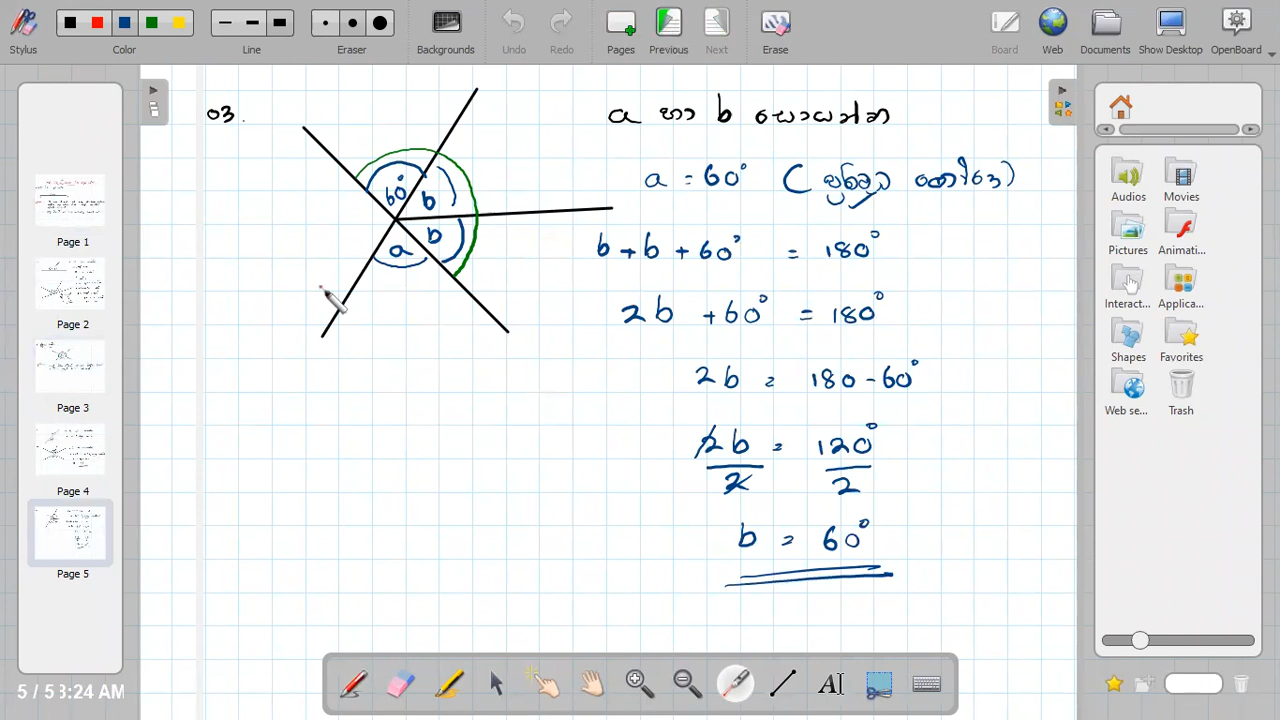 Stylus
Color
Line
Eraser
Backgrounds
Undo
Redo
Pages
Previous
Next
Erase
Board
Web
Documents
Show Desktop
OpenBoard
Page 1
Page 2
Page 3
Page 4
Page 5
5 / 5
3:24 AM
03.
60°
b
b
a
a හා b සොයන්න
a = 60° (ප්‍රතිමුඛ කෝණ)
b + b + 60° = 180°
2b + 60° = 180°
2b = 180 - 60°
2b = 120°
2 2
b = 60°
Audios
Movies
Pictures
Animati...
Interact...
Applica...
Shapes
Favorites
Web se...
Trash